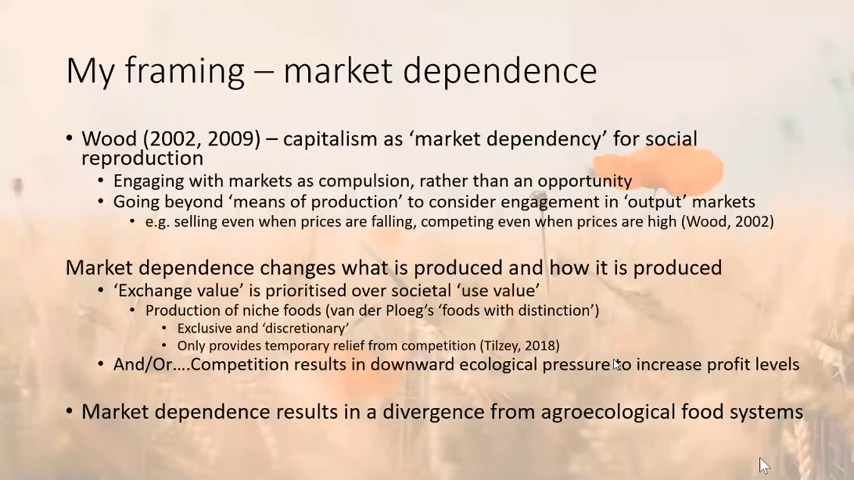 My framing – market dependence
• Wood (2002, 2009) – capitalism as ‘market dependency’ for social
reproduction
• Engaging with markets as compulsion, rather than an opportunity
• Going beyond ‘means of production’ to consider engagement in ‘output’ markets
• e.g. selling even when prices are falling, competing even when prices are high (Wood, 2002)
Market dependence changes what is produced and how it is produced
• ‘Exchange value’ is prioritised over societal ‘use value’
• Production of niche foods (van der Ploeg’s ‘foods with distinction’)
• Exclusive and ‘discretionary’
• Only provides temporary relief from competition (Tilzey, 2018)
• And/Or….Competition results in downward ecological pressure to increase profit levels
• Market dependence results in a divergence from agroecological food systems